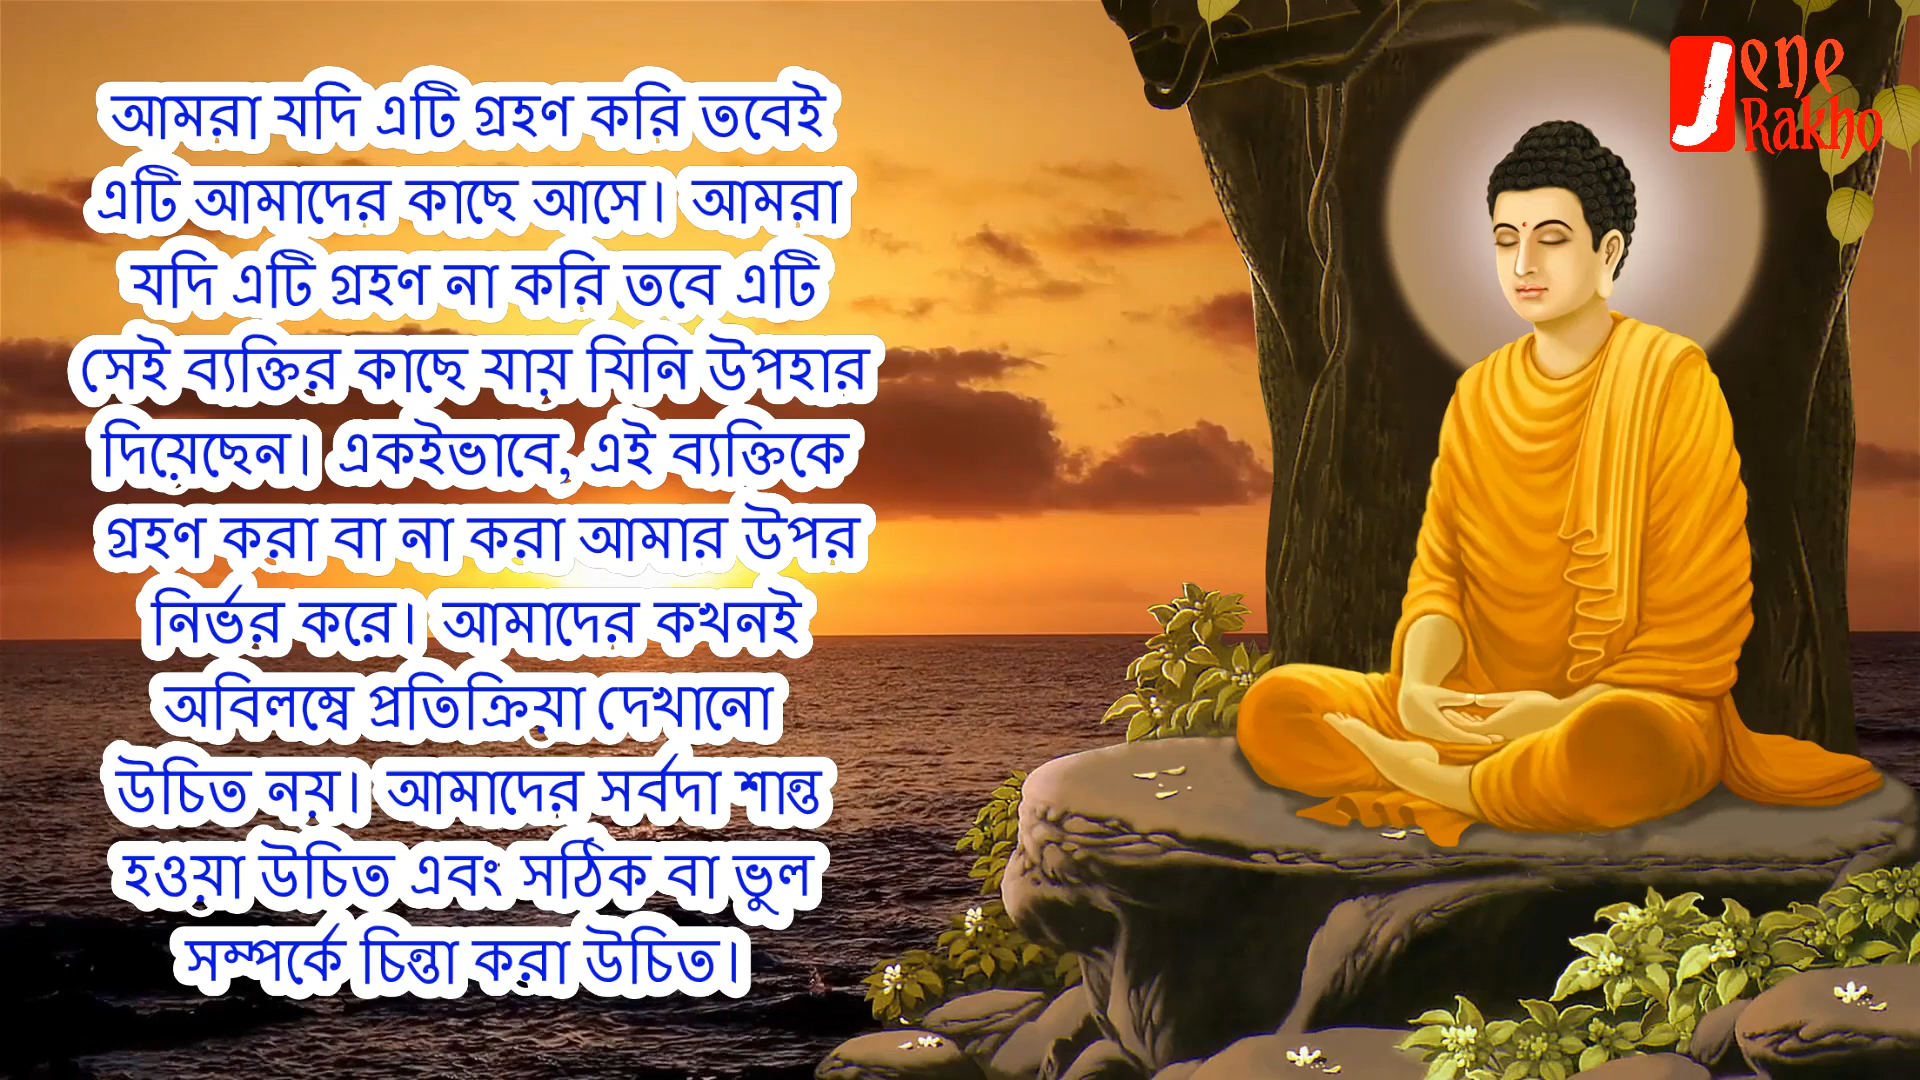 আমরা যদি এটি গ্রহণ করি তবেই
এটি আমাদের কাছে আসে। আমরা
যদি এটি গ্রহণ না করি তবে এটি
সেই ব্যক্তির কাছে যায় যিনি উপহার
দিয়েছেন। একইভাবে, এই ব্যক্তিকে
গ্রহণ করা বা না করা আমার উপর
নির্ভর করে। আমাদের কখনই
অবিলম্বে প্রতিক্রিয়া দেখানো
উচিত নয়। আমাদের সর্বদা শান্ত
হওয়া উচিত এবং সঠিক বা ভুল
সম্পর্কে চিন্তা করা উচিত।
Jene
Rakho